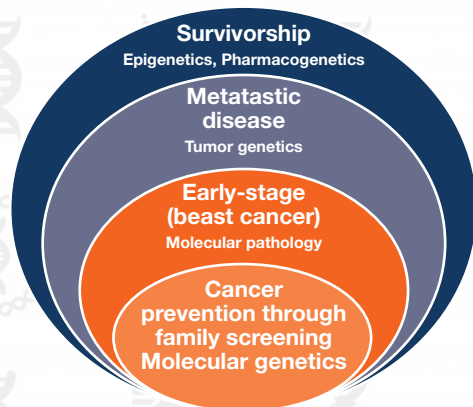 Survivorship
Epigenetics, Pharmacogenetics
Metatastic
disease
Tumor genetics
Early-stage
(beast cancer)
Molecular pathology
Cancer
prevention through
family screening
Molecular genetics